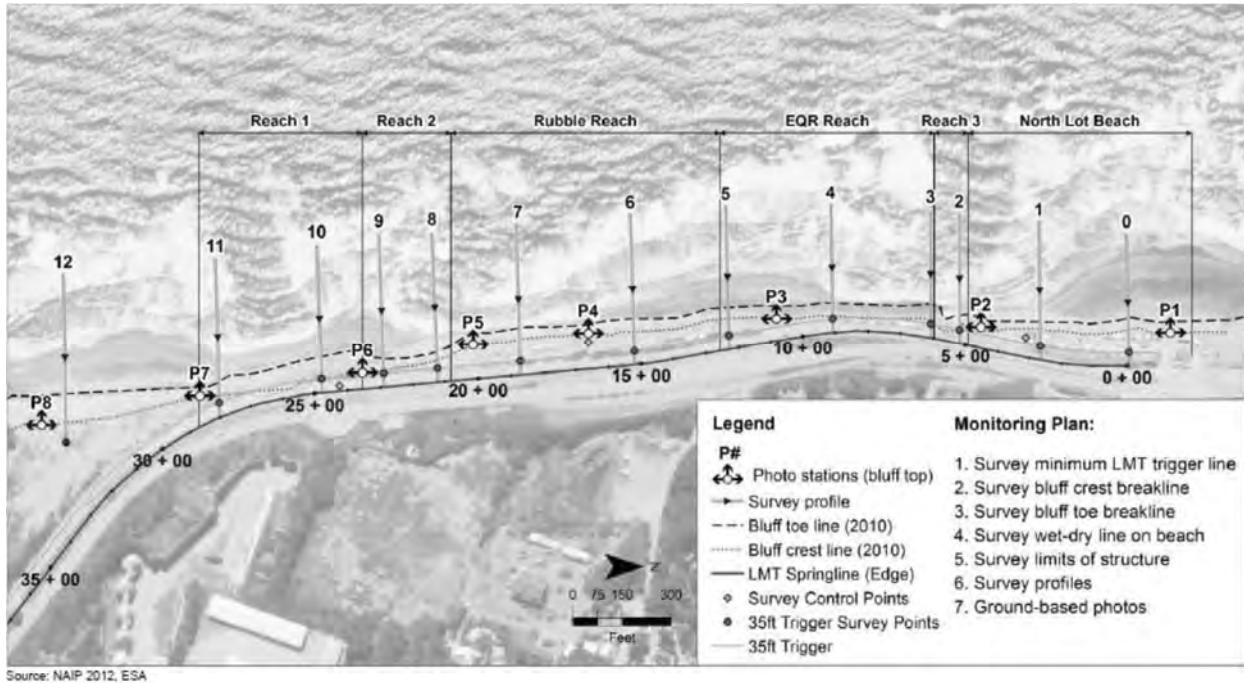 Reach 1 Reach 2 Rubble Reach EQR Reach Reach 3 North Lot Beach
12 11 10 9 8 7 6 5 4 3 2 1 0
P8 P7 P6 P5 P4 P3 P2 P1
35 + 00 30 + 00 25 + 00 20 + 00 15 + 00 10 + 00 5 + 00 0 + 00
Z
0 75 150 300
Feet
Legend
P#
Photo stations (bluff top)
Survey profile
Bluff toe line (2010)
Bluff crest line (2010)
LMT Springline (Edge)
Survey Control Points
35ft Trigger Survey Points
35ft Trigger
Monitoring Plan:
1. Survey minimum LMT trigger line
2. Survey bluff crest breakline
3. Survey bluff toe breakline
4. Survey wet-dry line on beach
5. Survey limits of structure
6. Survey profiles
7. Ground-based photos
Source: NAIP 2012, ESA